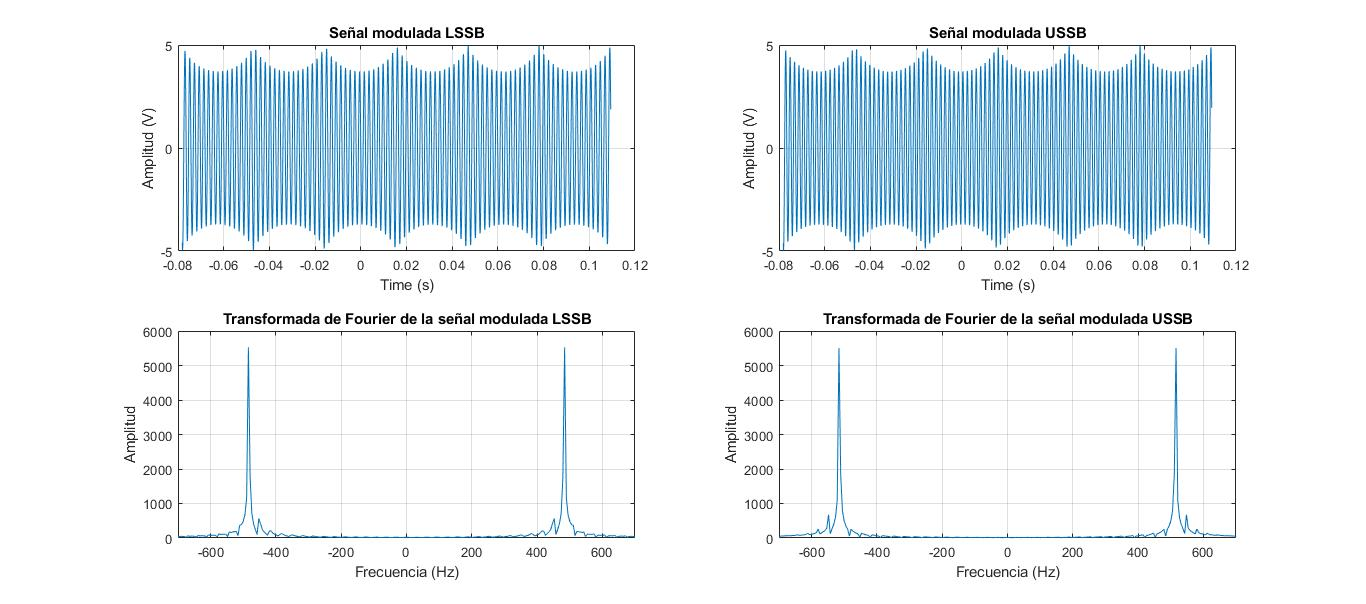 Señal modulada LSSB
5
0
-5
Amplitud (V)
-0.08 -0.06 -0.04 -0.02 0 0.02 0.04 0.06 0.08 0.1 0.12
Time (s)
Señal modulada USSB
5
0
-5
Amplitud (V)
-0.08 -0.06 -0.04 -0.02 0 0.02 0.04 0.06 0.08 0.1 0.12
Time (s)
Transformada de Fourier de la señal modulada LSSB
6000
5000
4000
3000
2000
1000
0
Amplitud
-600 -400 -200 0 200 400 600
Frecuencia (Hz)
Transformada de Fourier de la señal modulada USSB
6000
5000
4000
3000
2000
1000
0
Amplitud
-600 -400 -200 0 200 400 600
Frecuencia (Hz)